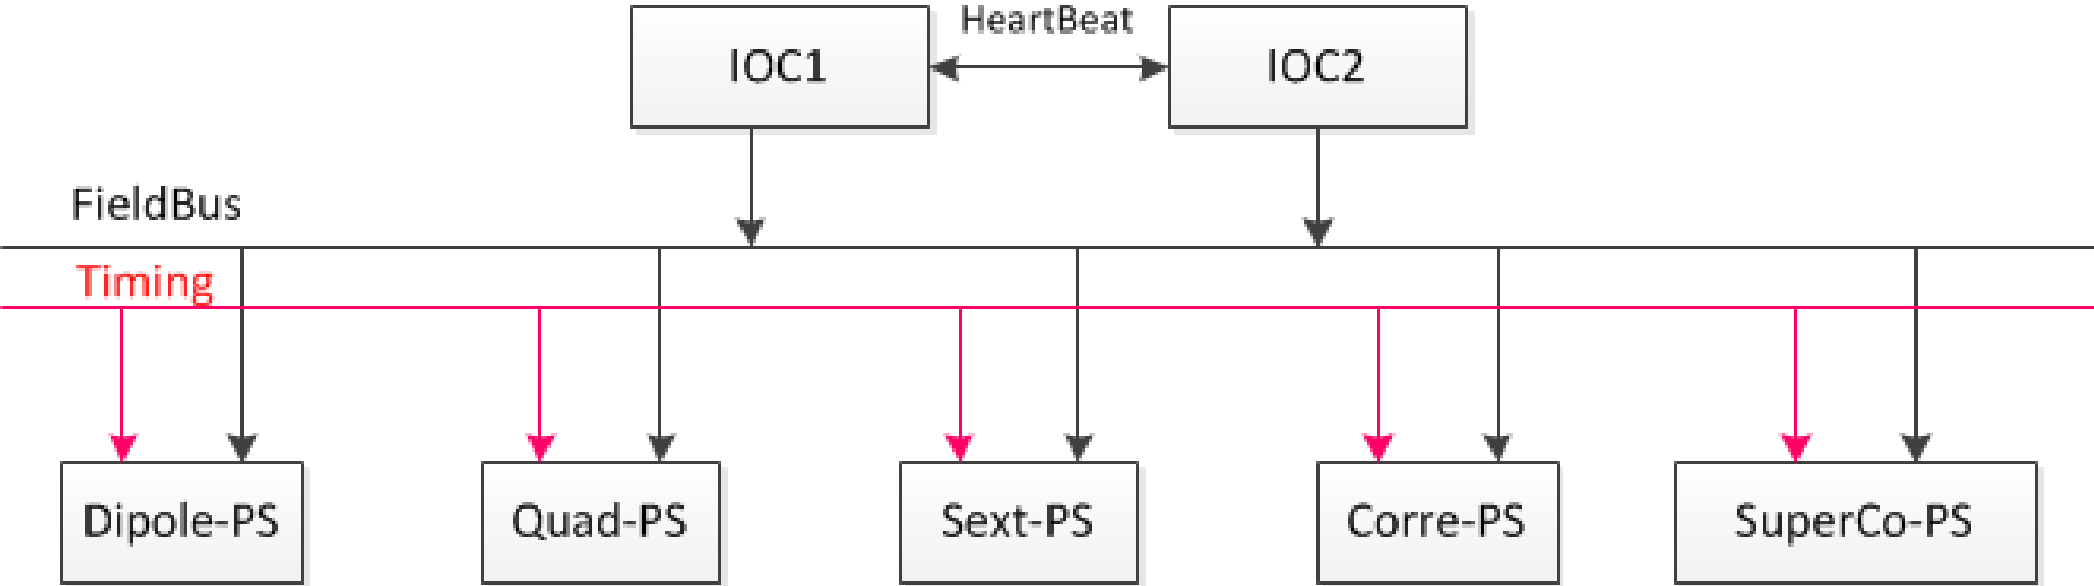 HeartBeat
IOC1
IOC2
FieldBus
Timing
Dipole-PS
Quad-PS
Sext-PS
Corre-PS
SuperCo-PS